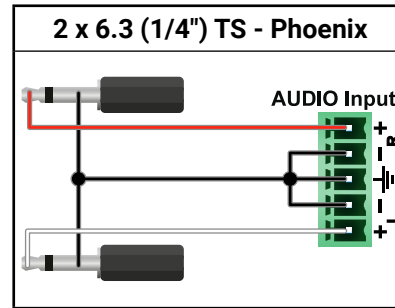 2 x 6.3 (1/4") TS - Phoenix
AUDIO Input
+
R
-
-
L
+